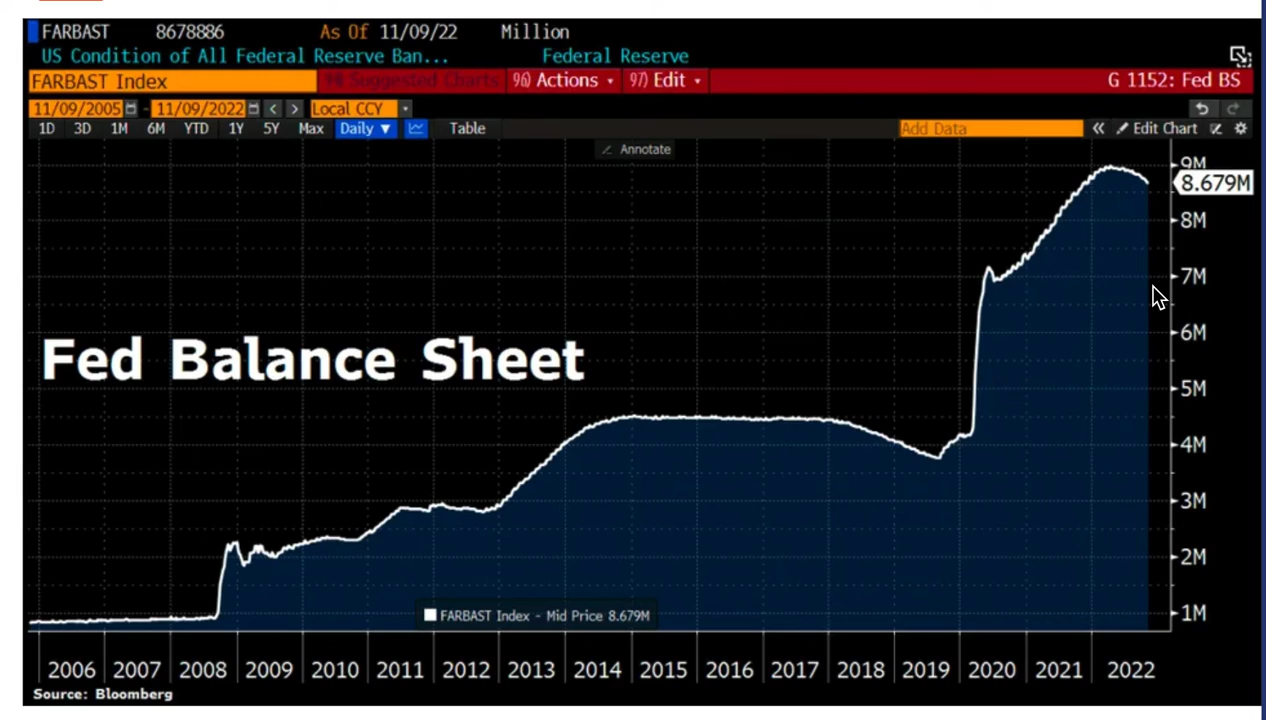 FARBAST 8678886 As Of 11/09/22 Million
US Condition of All Federal Reserve Ban... Federal Reserve
FARBAST Index 98) Suggested Charts 96) Actions 97) Edit G 1152: Fed BS
11/09/2005 - 11/09/2022 < > Local CCY
1D 3D 1M 6M YTD 1Y 5Y Max Daily ▼ Table Add Data « Edit Chart
Annotate
9M
8.679M
8M
7M
6M
Fed Balance Sheet
5M
4M
3M
2M
1M
FARBAST Index - Mid Price 8.679M
2006 2007 2008 2009 2010 2011 2012 2013 2014 2015 2016 2017 2018 2019 2020 2021 2022
Source: Bloomberg